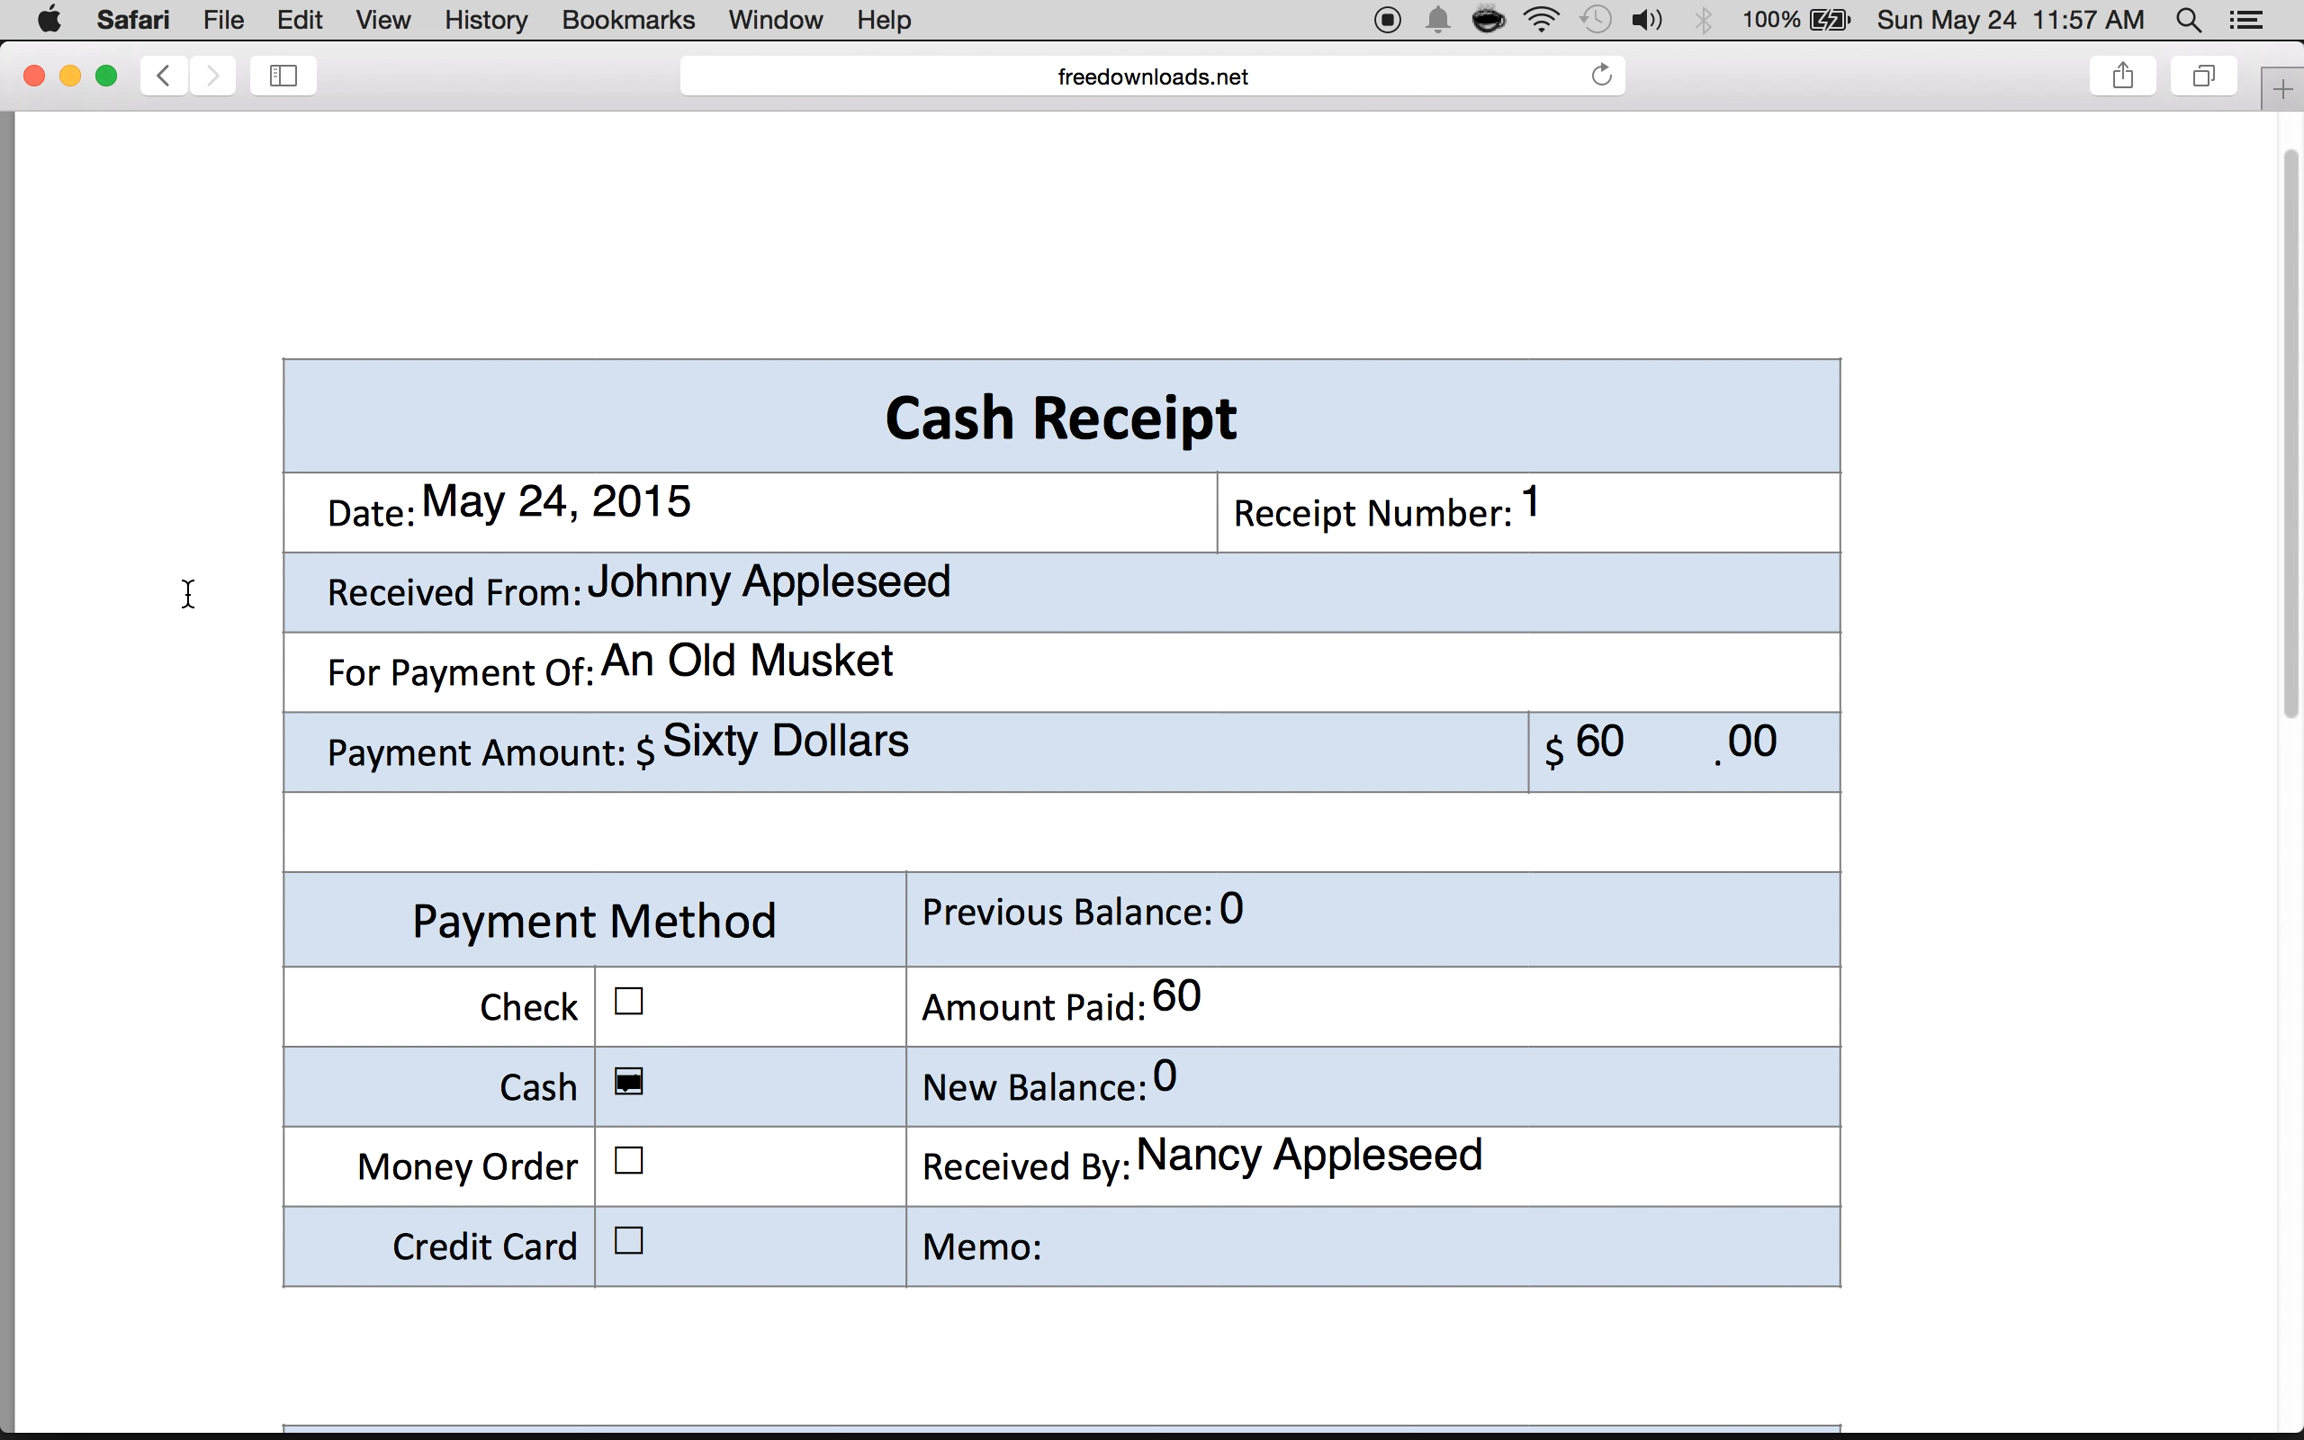 Safari File Edit View History Bookmarks Window Help 100% Sun May 24 11:57 AM
freedownloads.net
Cash Receipt
Date: May 24, 2015 Receipt Number: 1
Received From: Johnny Appleseed
For Payment Of: An Old Musket
Payment Amount: $ Sixty Dollars $ 60 .00
Payment Method Previous Balance: 0
Check Amount Paid: 60
Cash New Balance: 0
Money Order Received By: Nancy Appleseed
Credit Card Memo: